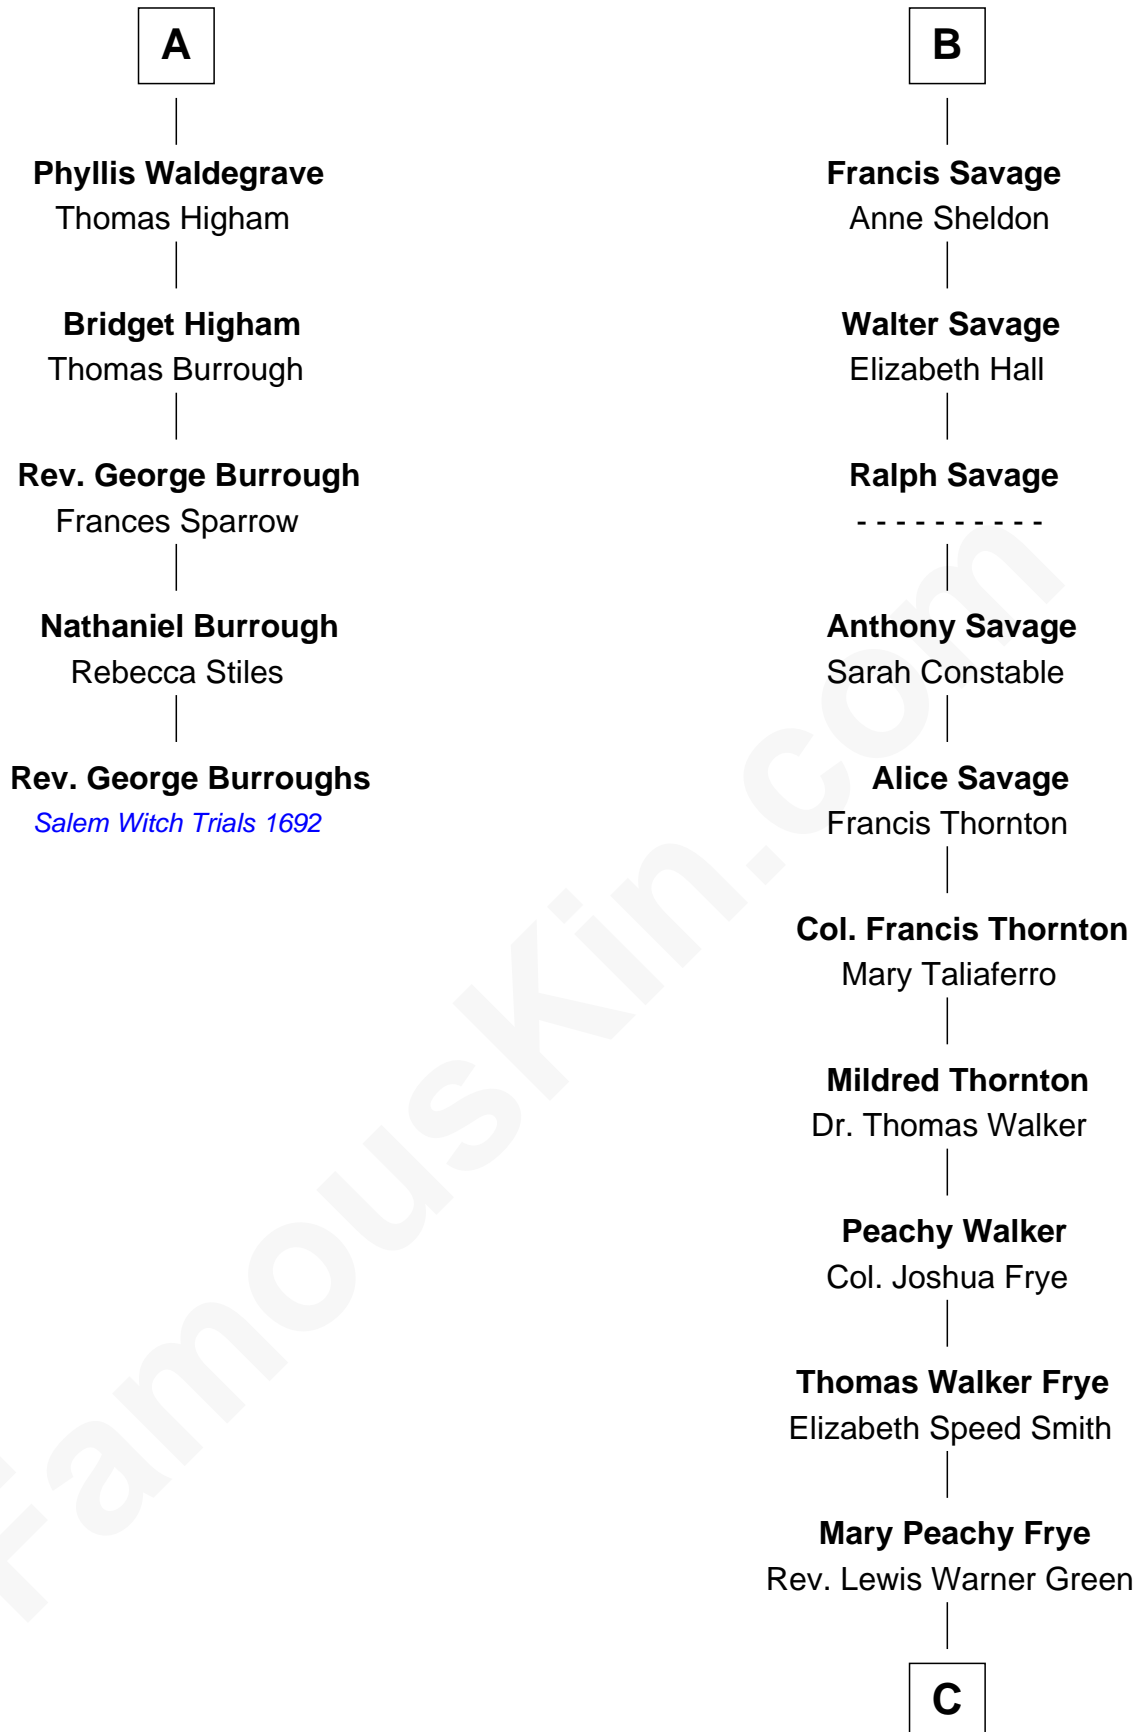 A
Phyllis Waldegrave
Thomas Higham
Bridget Higham
Thomas Burrough
Rev. George Burrough
Frances Sparrow
Nathaniel Burrough
Rebecca Stiles
Rev. George Burroughs
Salem Witch Trials 1692
B
Francis Savage
Anne Sheldon
Walter Savage
Elizabeth Hall
Ralph Savage
- - - - - - - - - -
Anthony Savage
Sarah Constable
Alice Savage
Francis Thornton
Col. Francis Thornton
Mary Taliaferro
Mildred Thornton
Dr. Thomas Walker
Peachy Walker
Col. Joshua Frye
Thomas Walker Frye
Elizabeth Speed Smith
Mary Peachy Frye
Rev. Lewis Warner Green
C
FamousKin.com